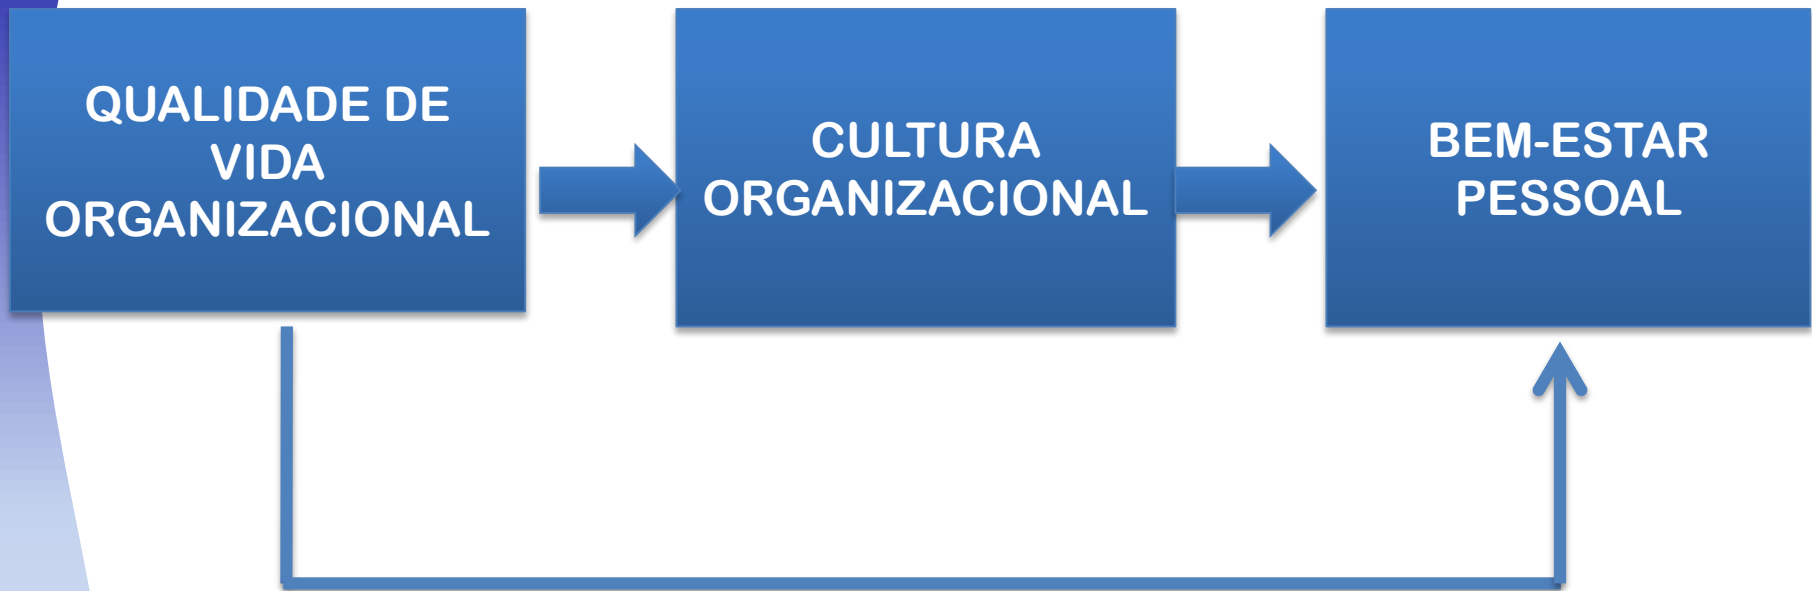 QUALIDADE DE
VIDA
ORGANIZACIONAL
CULTURA
ORGANIZACIONAL
BEM-ESTAR
PESSOAL